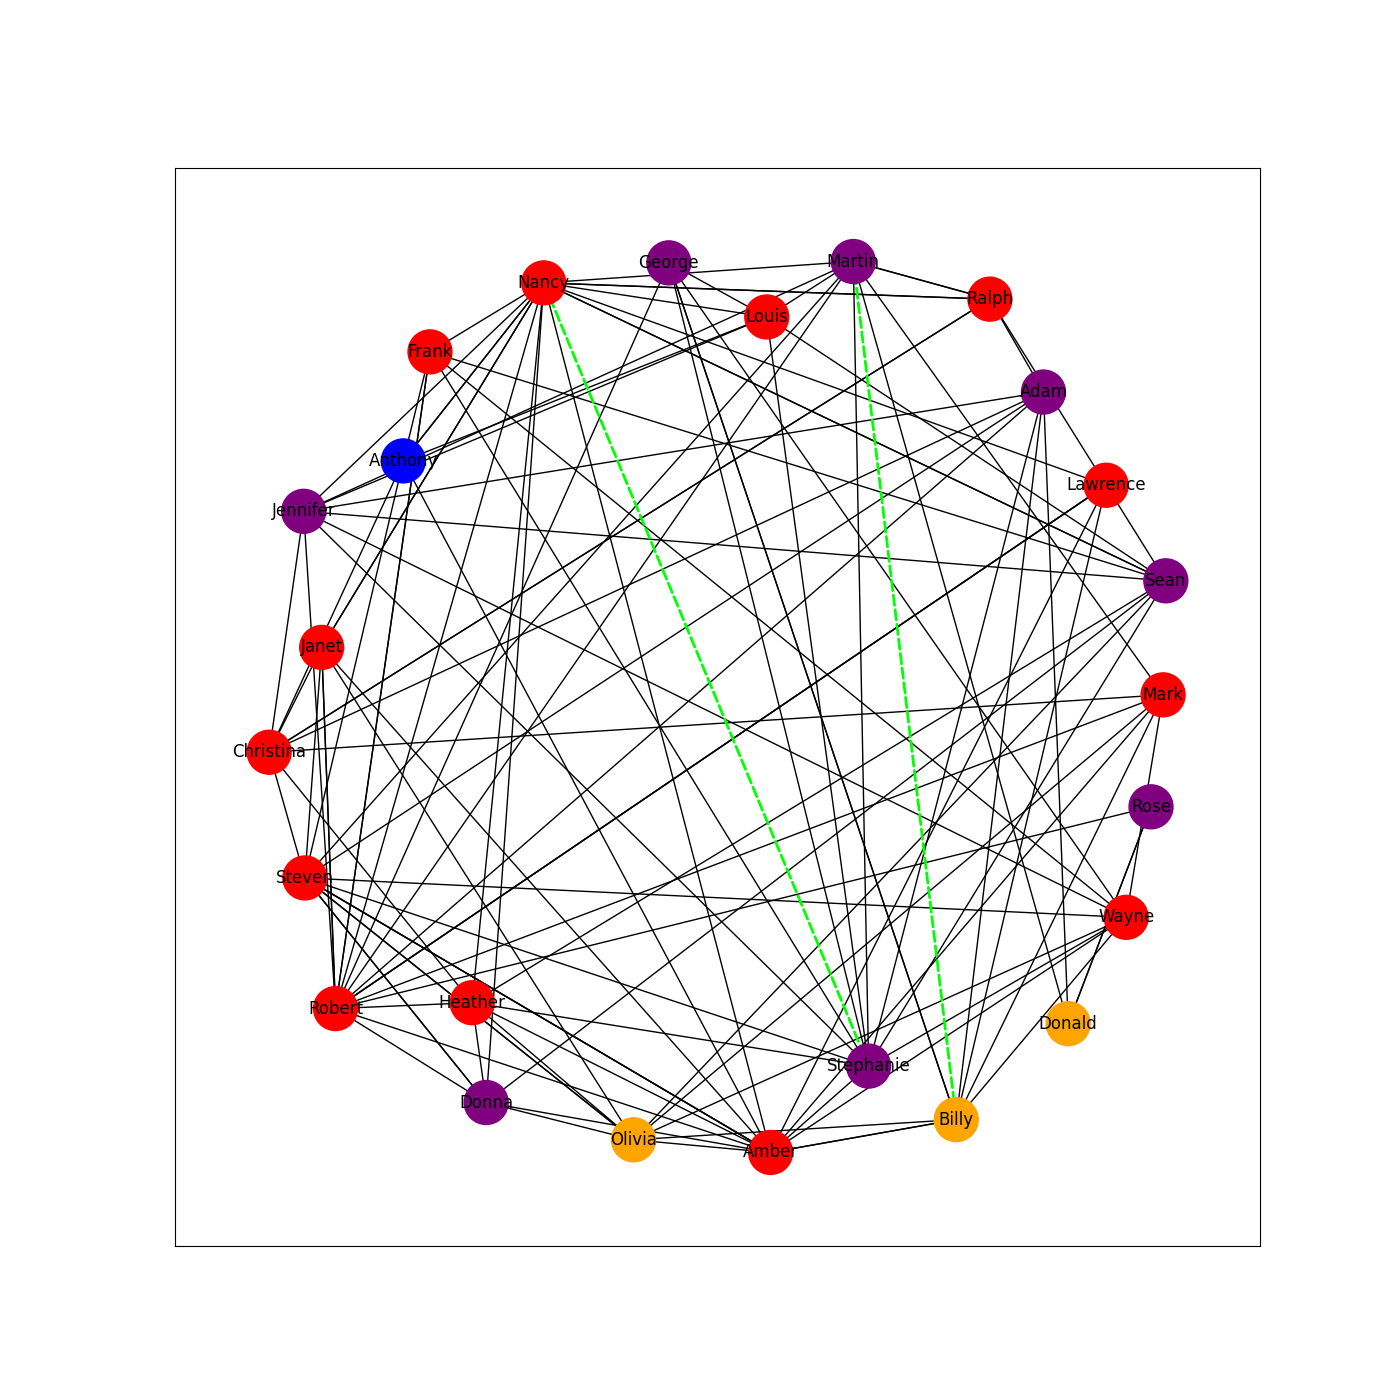 George
Martin
Nancy
Ralph
Louis
Frank
Adam
Anthony
Lawrence
Jennifer
Sean
Janet
Mark
Christina
Rose
Steven
Wayne
Heather
Robert
Donald
Stephanie
Donna
Billy
Olivia
Amber